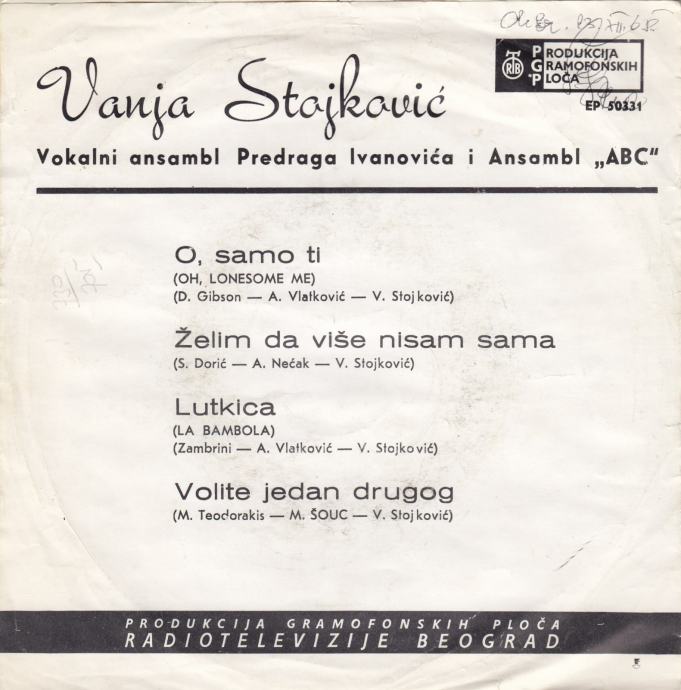 PGP
RTB
PRODUKCIJA
GRAMOFONSKIH
PLOČA
EP 50331
Vanja Stojković
Vokalni ansambl Predraga Ivanovića i Ansambl „ABC“
O, samo ti
(OH, LONESOME ME)
(D. Gibson — A. Vlatković — V. Stojković)
Želim da više nisam sama
(S. Dorić — A. Nećak — V. Stojković)
Lutkica
(LA BAMBOLA)
(Zambrini — A. Vlatković — V. Stojković)
Volite jedan drugog
(M. Teodorakis — M. ŠOUC — V. Stojković)
PRODUKCIJA GRAMOFONSKIH PLOČA
RADIOTELEVIZIJE BEOGRAD